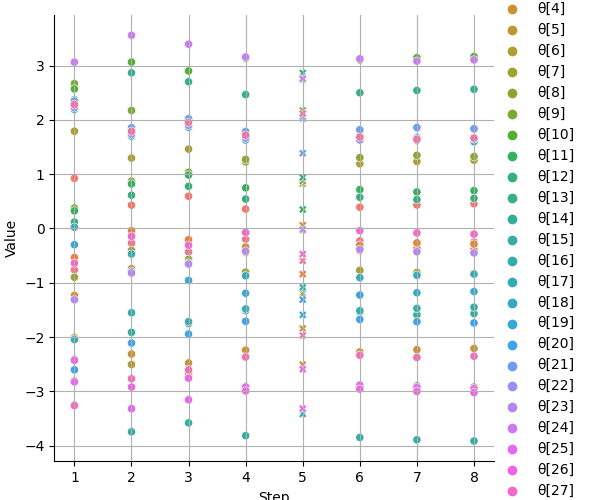 θ[4]
θ[5]
θ[6]
θ[7]
θ[8]
θ[9]
θ[10]
θ[11]
θ[12]
θ[13]
θ[14]
θ[15]
θ[16]
θ[17]
θ[18]
θ[19]
θ[20]
θ[21]
θ[22]
θ[23]
θ[24]
θ[25]
θ[26]
θ[27]
Value
3
2
1
0
−1
−2
−3
−4
1 2 3 4 5 6 7 8
Step